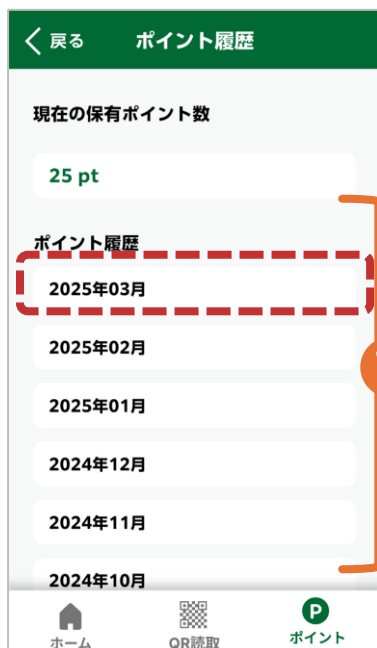 戻る ポイント履歴
現在の保有ポイント数
25 pt
ポイント履歴
2025年03月
2025年02月
2025年01月
2024年12月
2024年11月
2024年10月
ホーム QR読取 P ポイント